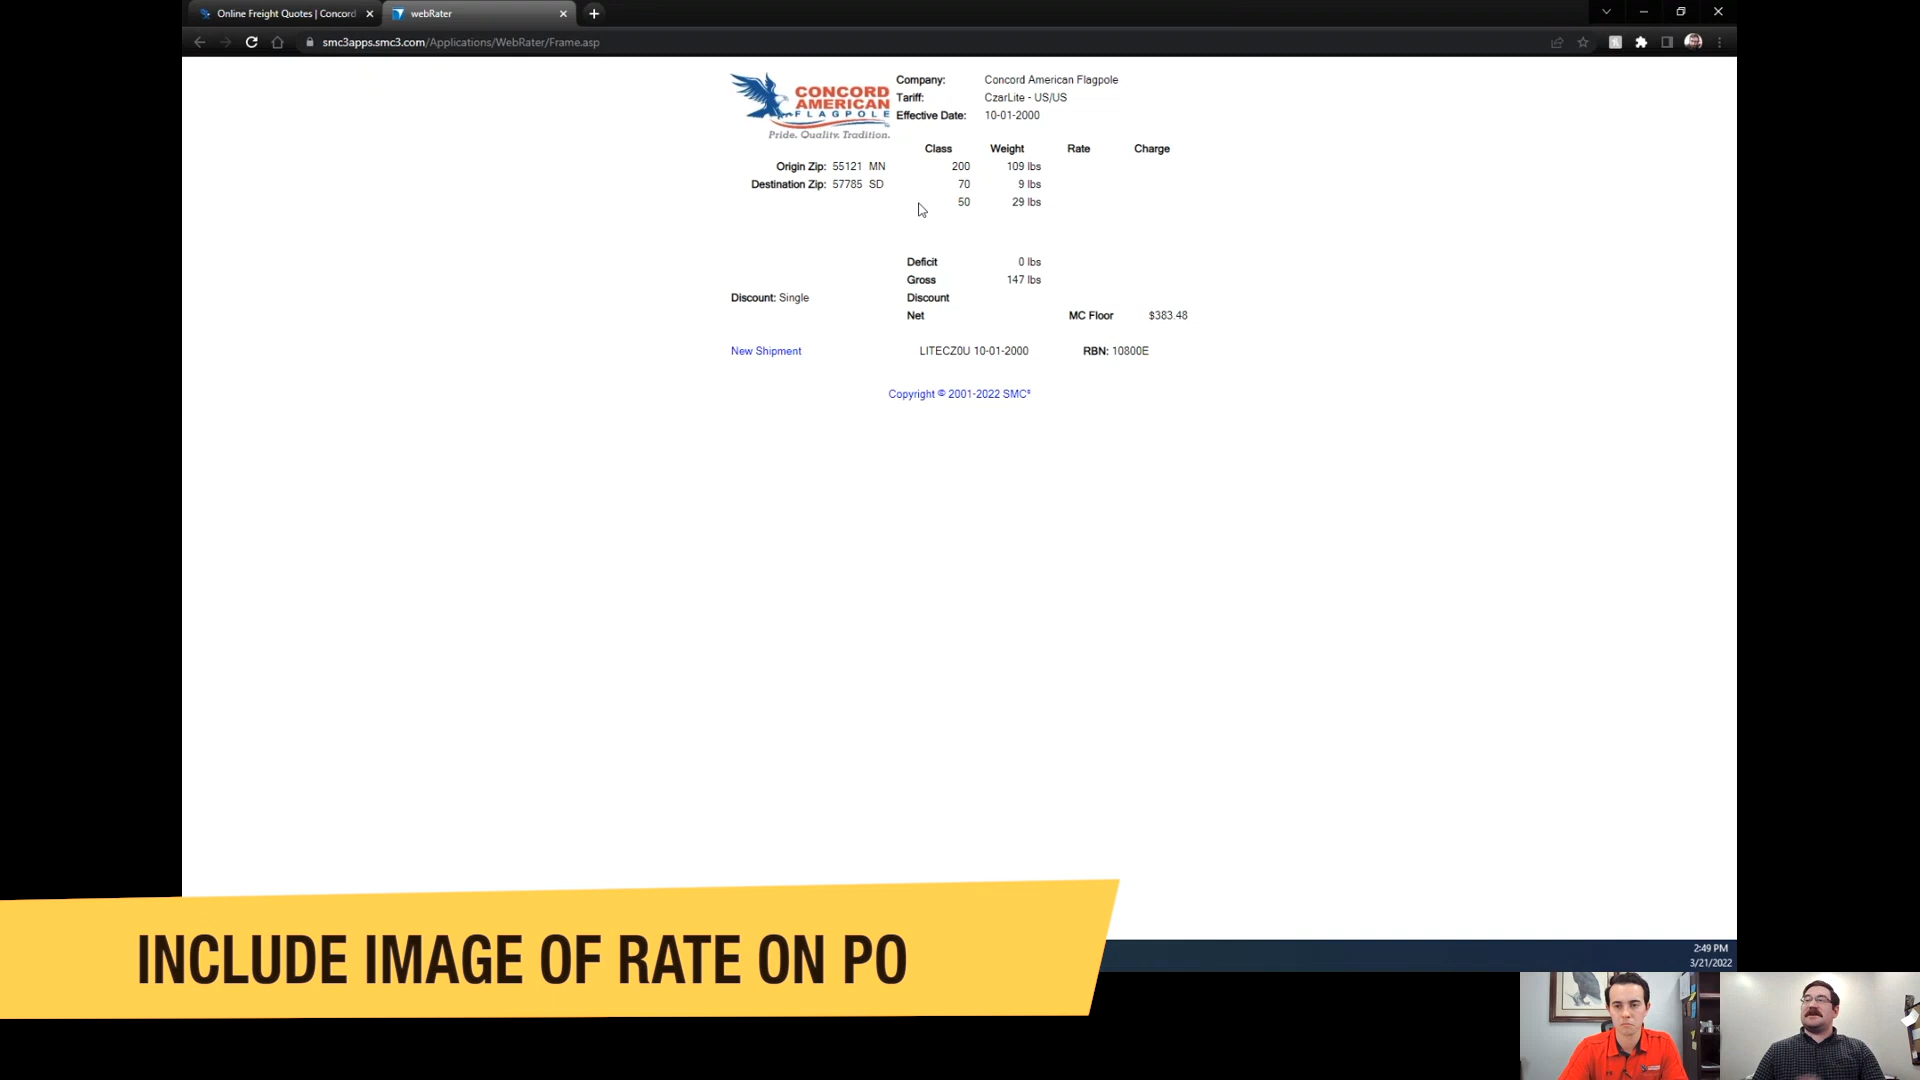 Online Freight Quotes | Concord
webRater
smc3apps.smc3.com/Applications/WebRater/Frame.asp
CONCORD
AMERICAN
FLAGPOLE
Pride. Quality. Tradition.
Company: Concord American Flagpole
Tariff: CzarLite - US/US
Effective Date: 10-01-2000
Class Weight Rate Charge
Origin Zip: 55121 MN 200 109 lbs
Destination Zip: 57785 SD 70 9 lbs
50 29 lbs
Deficit 0 lbs
Gross 147 lbs
Discount: Single Discount
Net MC Floor $383.48
New Shipment LITECZ0U 10-01-2000 RBN: 10800E
Copyright © 2001-2022 SMC³
INCLUDE IMAGE OF RATE ON PO
2:49 PM
3/21/2022